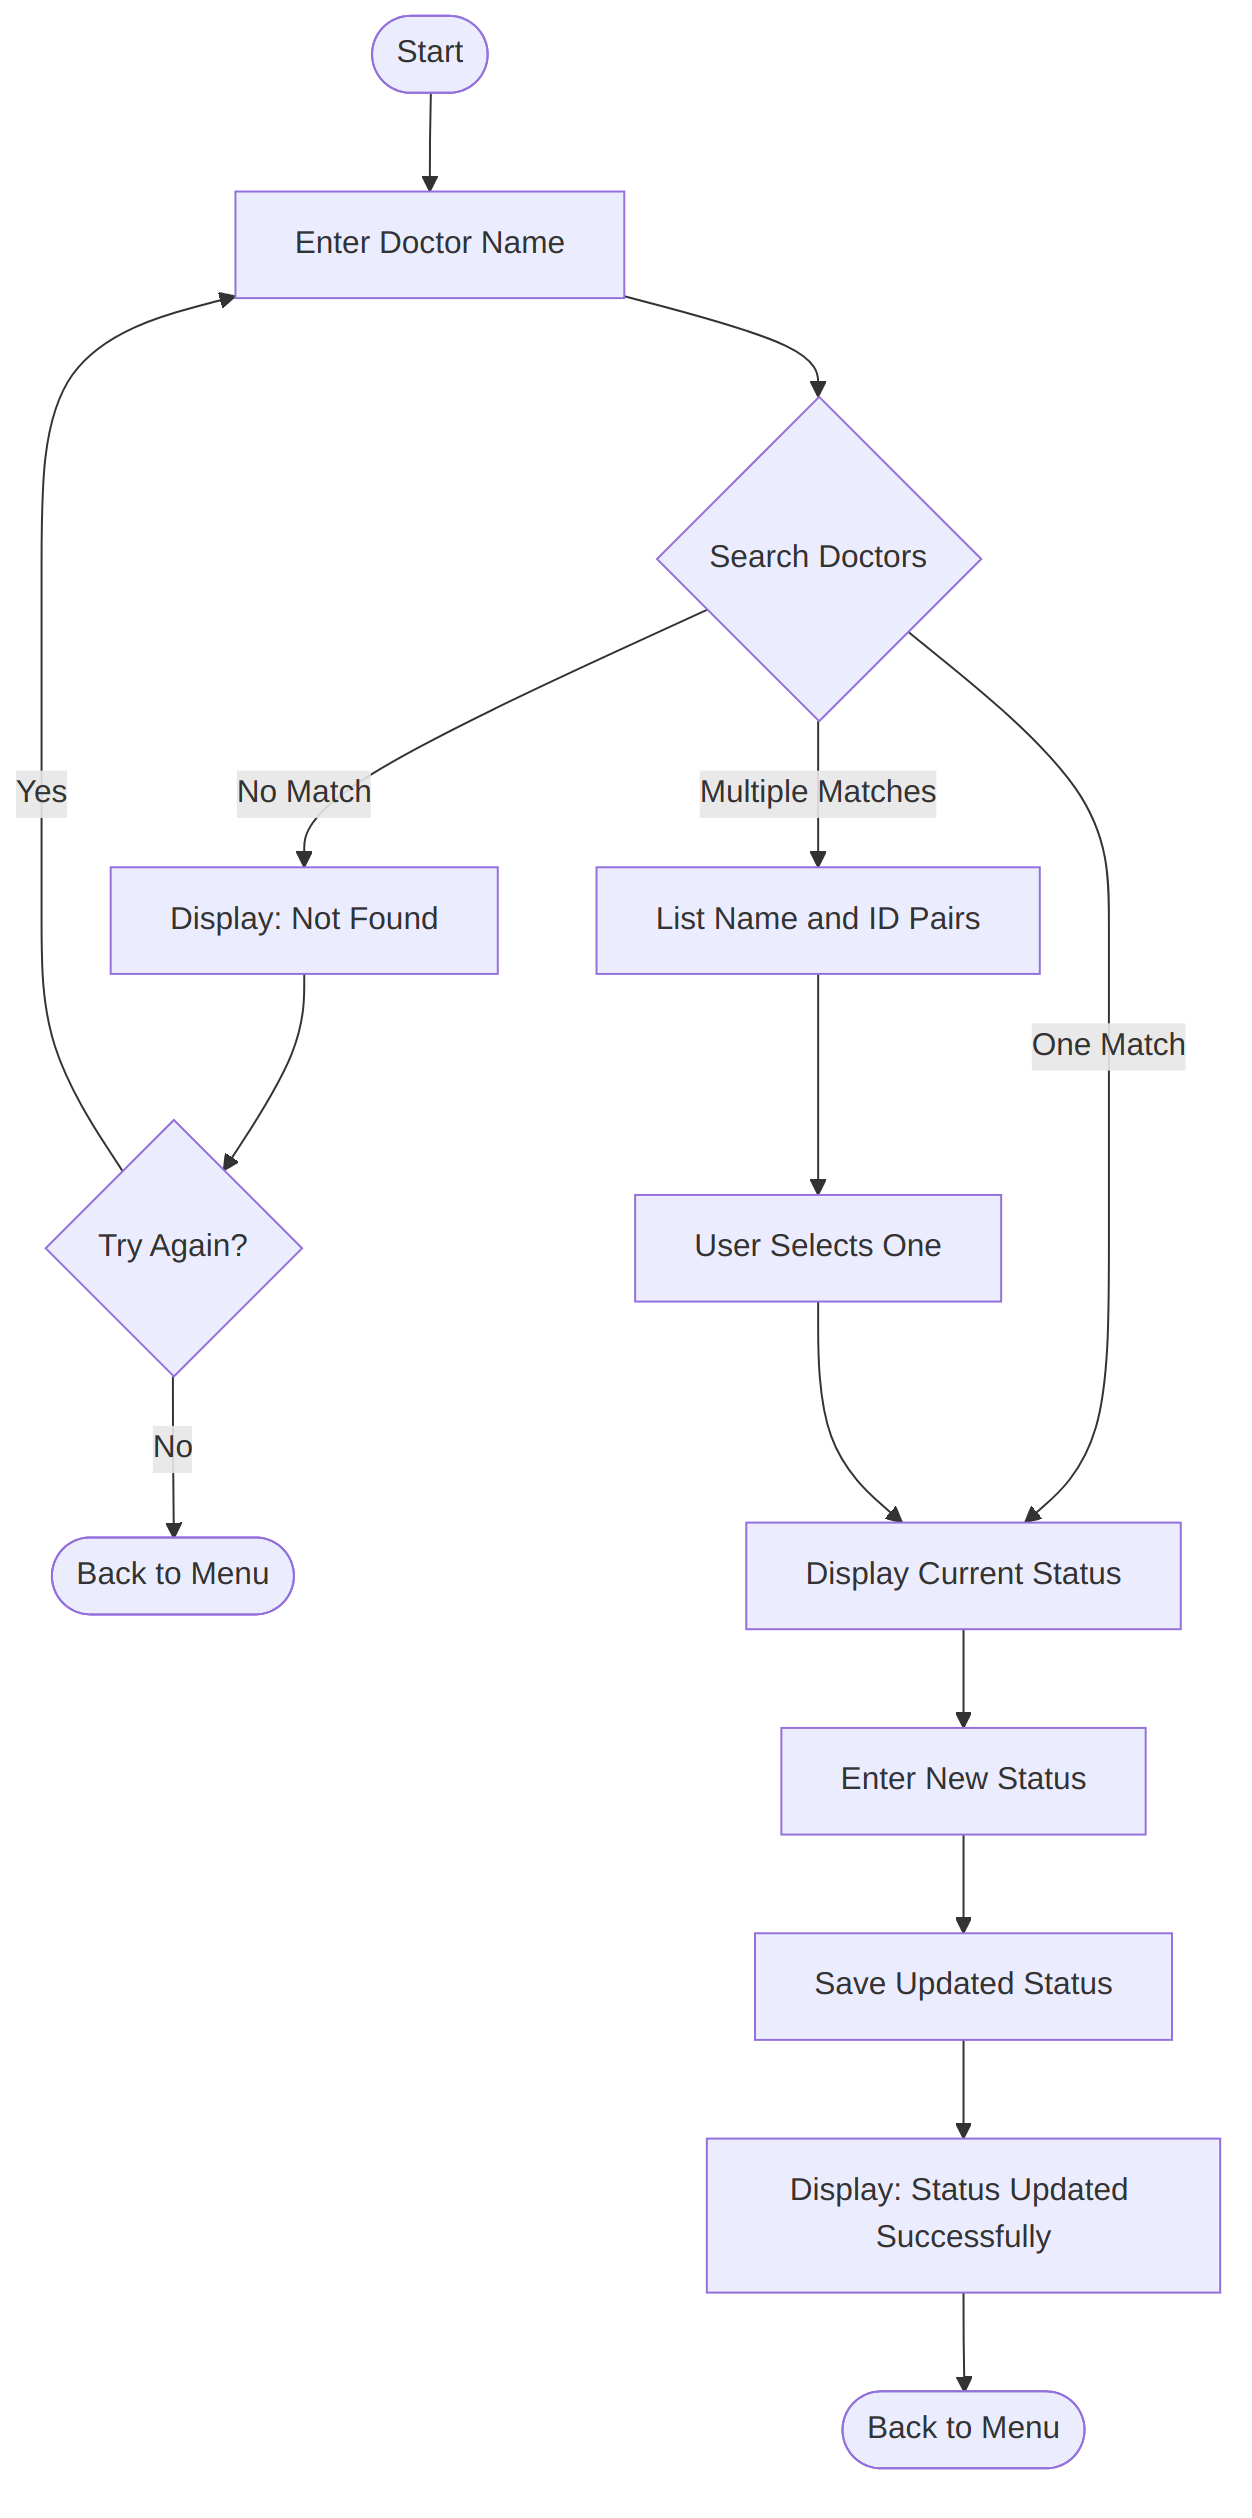 Start
Enter Doctor Name
Search Doctors
Yes
No Match
Multiple Matches
Display: Not Found
List Name and ID Pairs
One Match
Try Again?
User Selects One
No
Back to Menu
Display Current Status
Enter New Status
Save Updated Status
Display: Status Updated
Successfully
Back to Menu